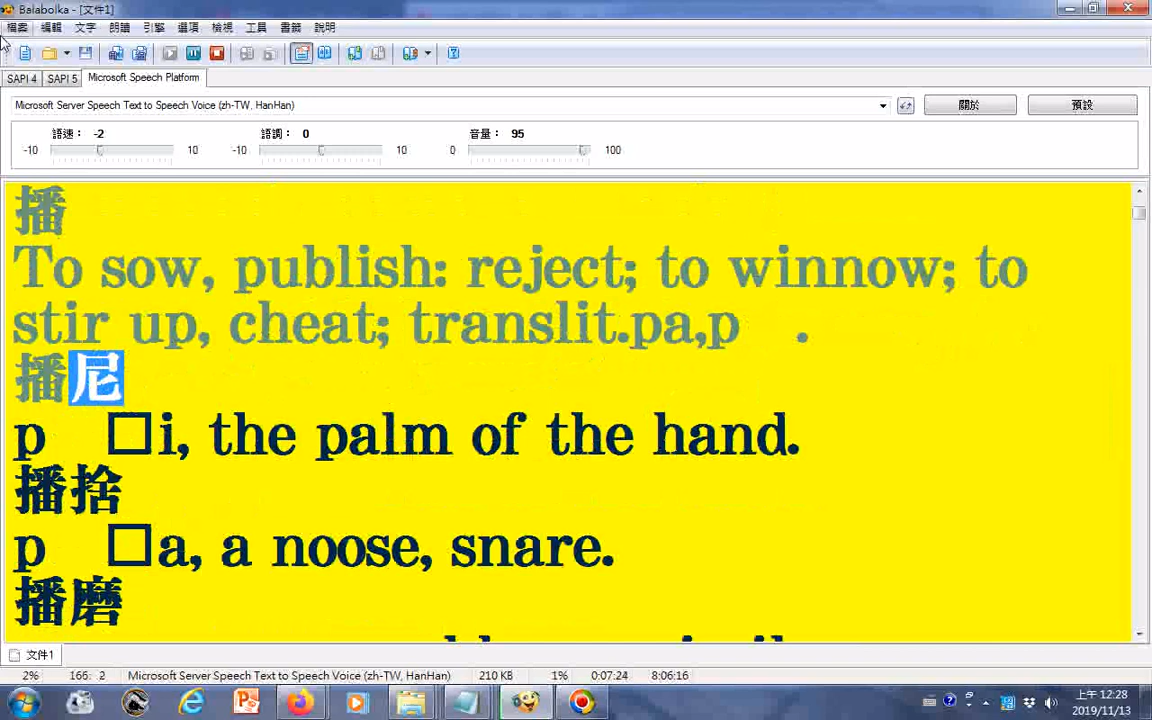 Balabolka - [文件1]
檔案 編輯 文字 朗讀 引擎 選項 檢視 工具 書籤 說明
SAPI 4 SAPI 5 Microsoft Speech Platform
Microsoft Server Speech Text to Speech Voice (zh-TW, HanHan) 關於 預設
語速： -2 語調： 0 音量： 95
-10 10 -10 10 0 100
播
To sow, publish: reject; to winnow; to
stir up, cheat; translit.pa,p .
播尼
p □i, the palm of the hand.
播捨
p □a, a noose, snare.
播磨
文件1
2% 166: 2 Microsoft Server Speech Text to Speech Voice (zh-TW, HanHan) 210 KB 1% 0:07:24 8:06:16
上午 12:28
2019/11/13